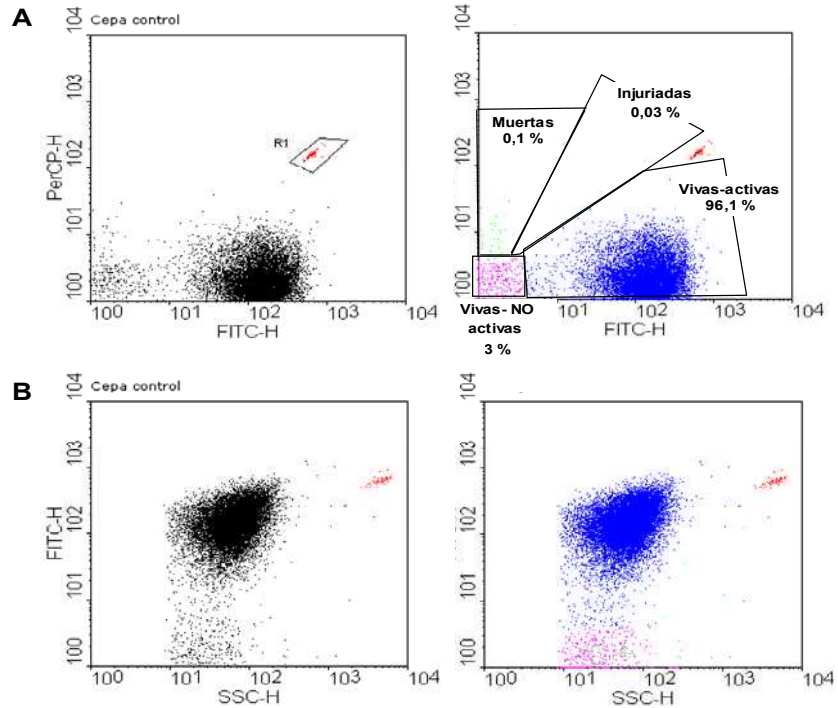 A
Cepa control
PerCP-H
104
103
102
101
100
R1
100
101
102
103
104
FITC-H
104
103
102
101
100
Muertas
0,1 %
Injuriadas
0,03 %
Vivas-activas
96,1 %
Vivas- NO
activas
3 %
101
102
103
104
FITC-H
B
Cepa control
FITC-H
104
103
102
101
100
100
101
102
103
104
SSC-H
104
103
102
101
100
100
101
102
103
104
SSC-H